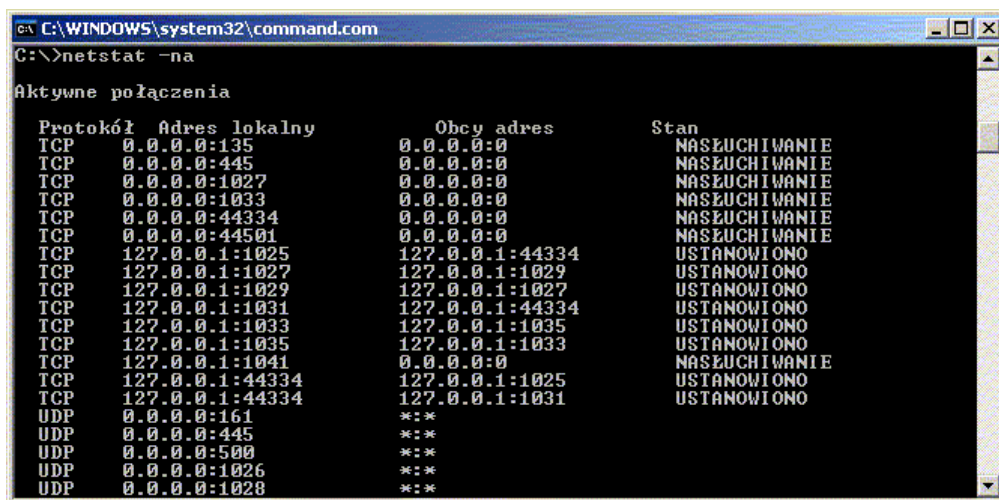 C:\WINDOWS\system32\command.com
C:\>netstat -na
Aktywne połączenia
Protokół Adres lokalny Obcy adres Stan
TCP 0.0.0.0:135 0.0.0.0:0 NASŁUCHIWANIE
TCP 0.0.0.0:445 0.0.0.0:0 NASŁUCHIWANIE
TCP 0.0.0.0:1027 0.0.0.0:0 NASŁUCHIWANIE
TCP 0.0.0.0:1033 0.0.0.0:0 NASŁUCHIWANIE
TCP 0.0.0.0:44334 0.0.0.0:0 NASŁUCHIWANIE
TCP 0.0.0.0:44501 0.0.0.0:0 NASŁUCHIWANIE
TCP 127.0.0.1:1025 127.0.0.1:44334 USTANOWIONO
TCP 127.0.0.1:1027 127.0.0.1:1029 USTANOWIONO
TCP 127.0.0.1:1029 127.0.0.1:1027 USTANOWIONO
TCP 127.0.0.1:1031 127.0.0.1:44334 USTANOWIONO
TCP 127.0.0.1:1033 127.0.0.1:1035 USTANOWIONO
TCP 127.0.0.1:1035 127.0.0.1:1033 USTANOWIONO
TCP 127.0.0.1:1041 0.0.0.0:0 NASŁUCHIWANIE
TCP 127.0.0.1:44334 127.0.0.1:1025 USTANOWIONO
TCP 127.0.0.1:44334 127.0.0.1:1031 USTANOWIONO
UDP 0.0.0.0:161 *:*
UDP 0.0.0.0:445 *:*
UDP 0.0.0.0:500 *:*
UDP 0.0.0.0:1026 *:*
UDP 0.0.0.0:1028 *:*